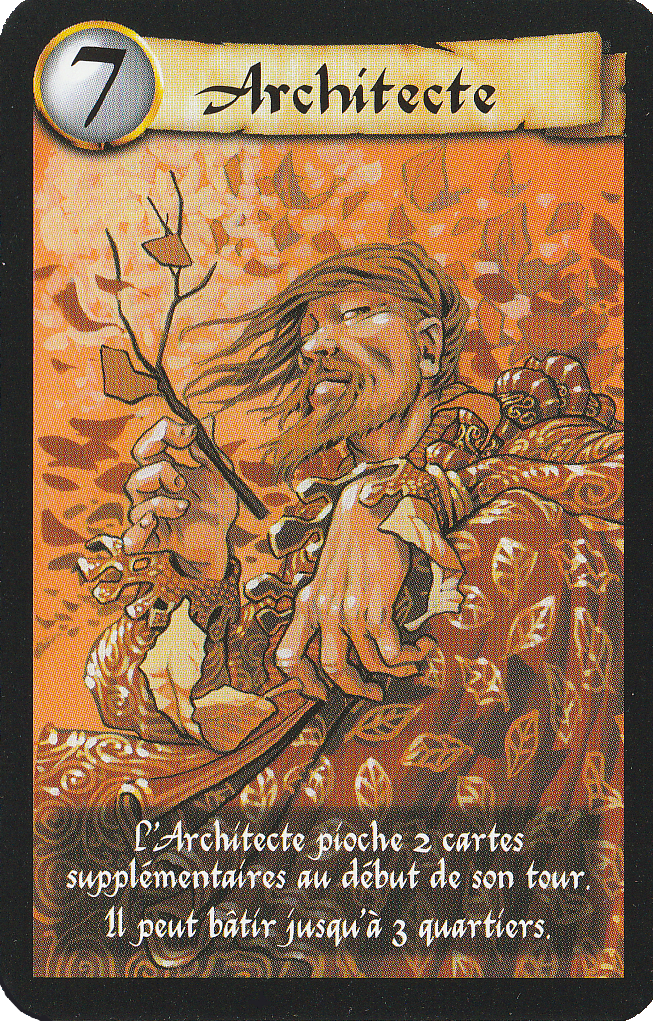 7
Architecte
L'Architecte pioche 2 cartes
supplémentaires au début de son tour.
Il peut bâtir jusqu'à 3 quartiers.